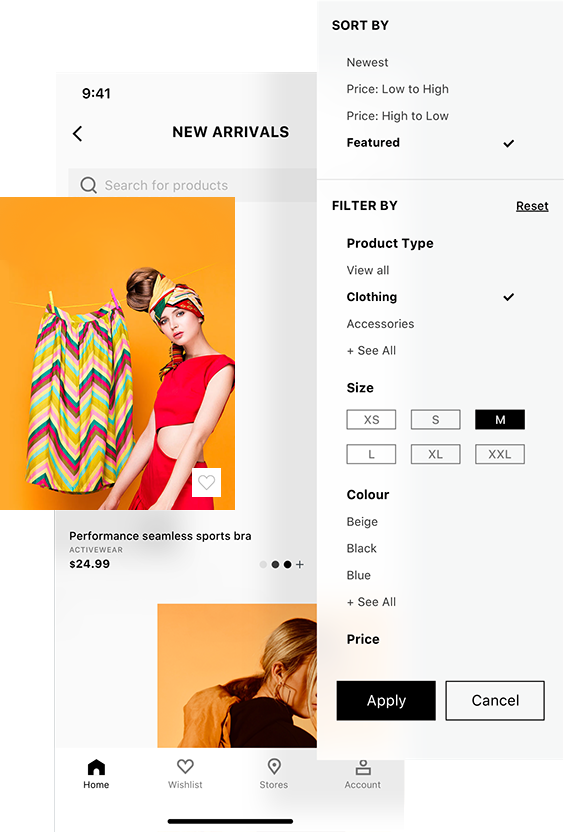 9:41
NEW ARRIVALS
Search for products
Performance seamless sports bra
ACTIVEWEAR
$24.99
+
Home
Wishlist
Stores
Account
SORT BY
Newest
Price: Low to High
Price: High to Low
Featured
FILTER BY
Reset
Product Type
View all
Clothing
Accessories
+ See All
Size
XS
S
M
L
XL
XXL
Colour
Beige
Black
Blue
+ See All
Price
Apply
Cancel